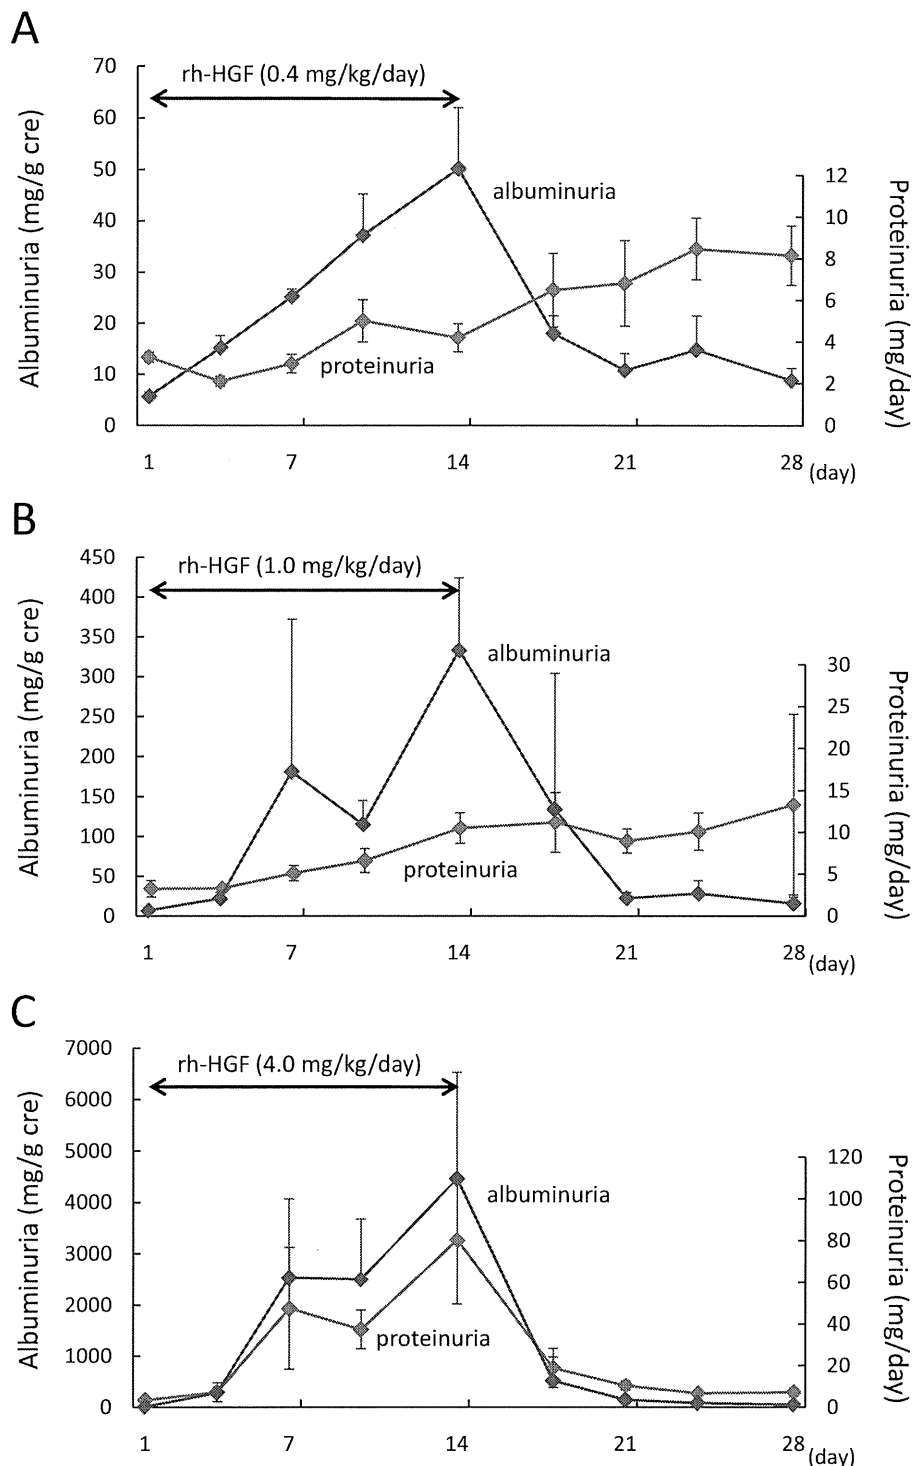 A
rh-HGF (0.4 mg/kg/day)
Albuminuria (mg/g cre)
70
60
50
40
30
20
10
0
albuminuria
proteinuria
12
10
8
6
4
2
0
Proteinuria (mg/day)
1 7 14 21 28 (day)
B
rh-HGF (1.0 mg/kg/day)
Albuminuria (mg/g cre)
450
400
350
300
250
200
150
100
50
0
albuminuria
proteinuria
30
25
20
15
10
5
0
Proteinuria (mg/day)
1 7 14 21 28 (day)
C
rh-HGF (4.0 mg/kg/day)
Albuminuria (mg/g cre)
7000
6000
5000
4000
3000
2000
1000
0
albuminuria
proteinuria
120
100
80
60
40
20
0
Proteinuria (mg/day)
1 7 14 21 28 (day)